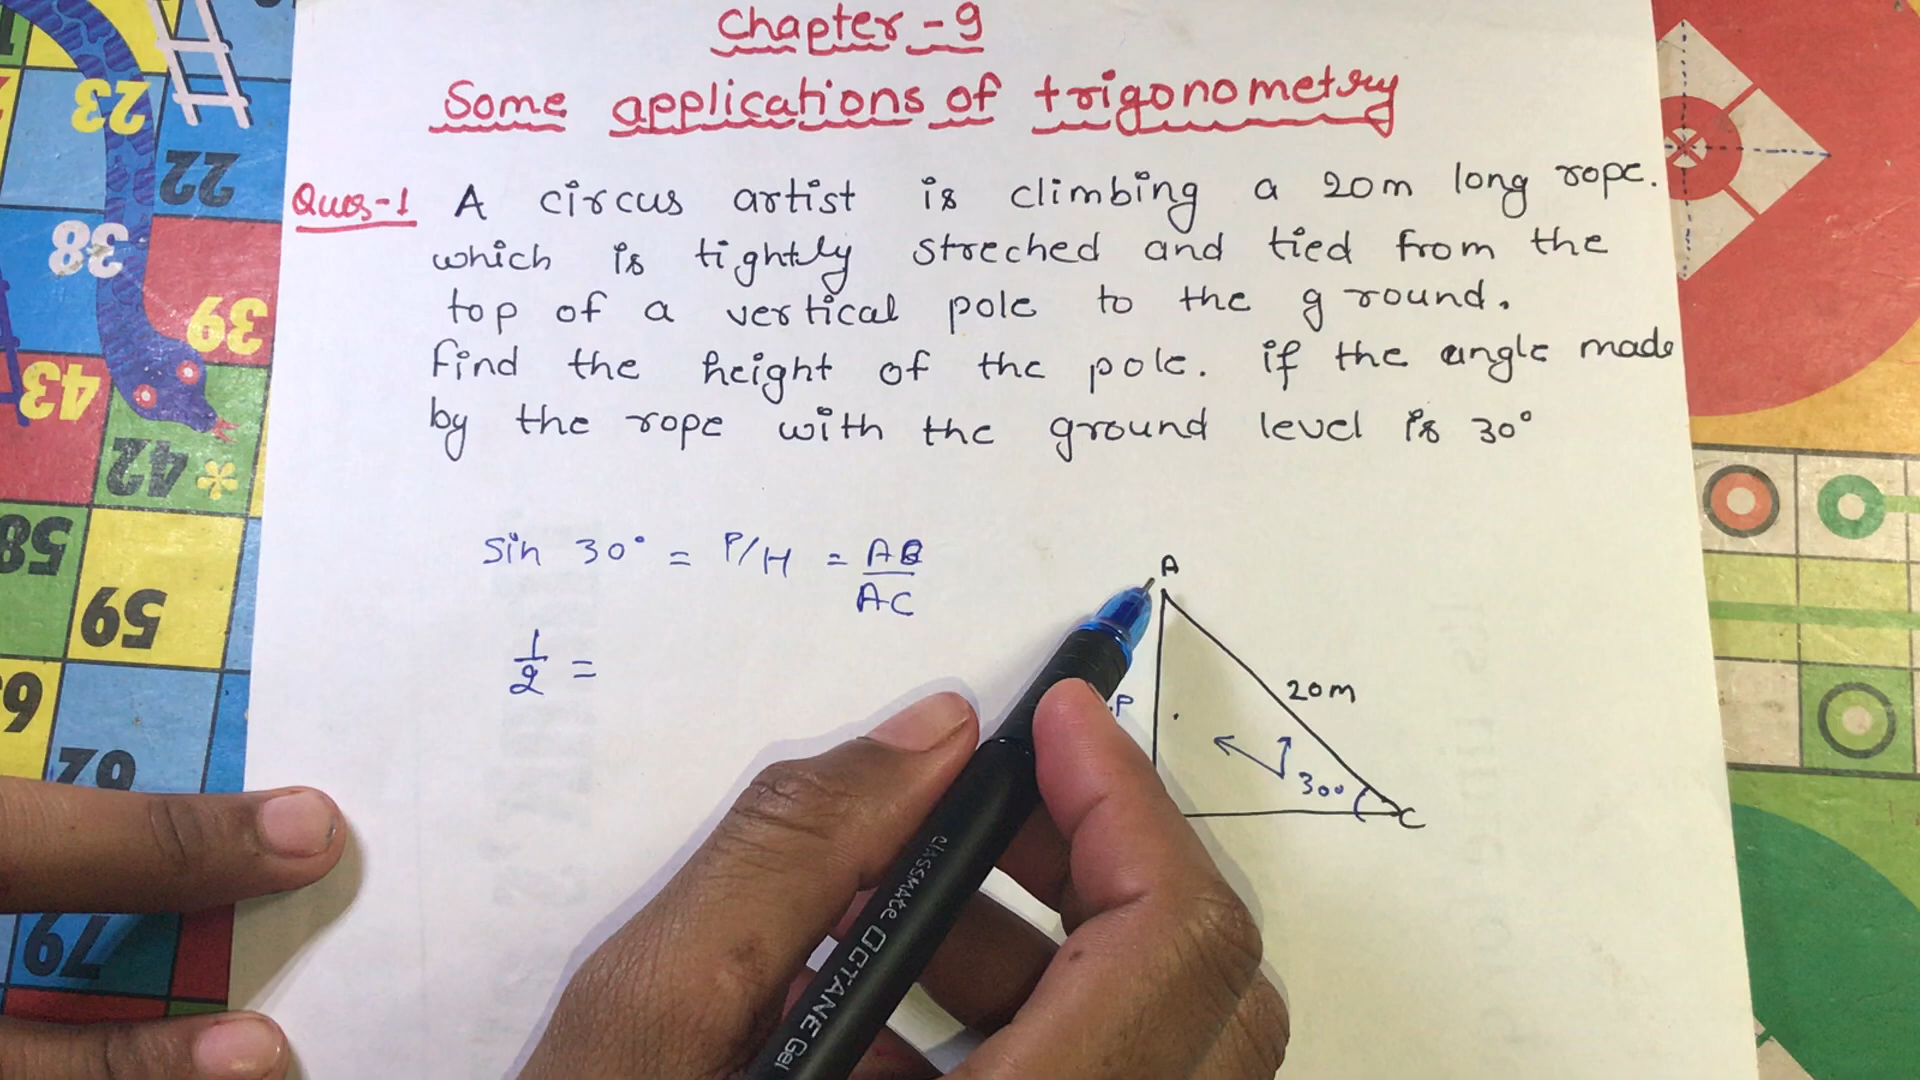 Chapter - 9
Some applications of trigonometry
Ques-1 A circus artist is climbing a 20m long rope.
which is tightly streched and tied from the
top of a vertical pole to the ground.
find the height of the pole. if the angle made
by the rope with the ground level is 30°
sin 30° = P/H = AB
AC
1
2 =
A
20m
P
30°
C
classmate OCTANE Gel
23
22
38
39
43
42
58
59
62
79